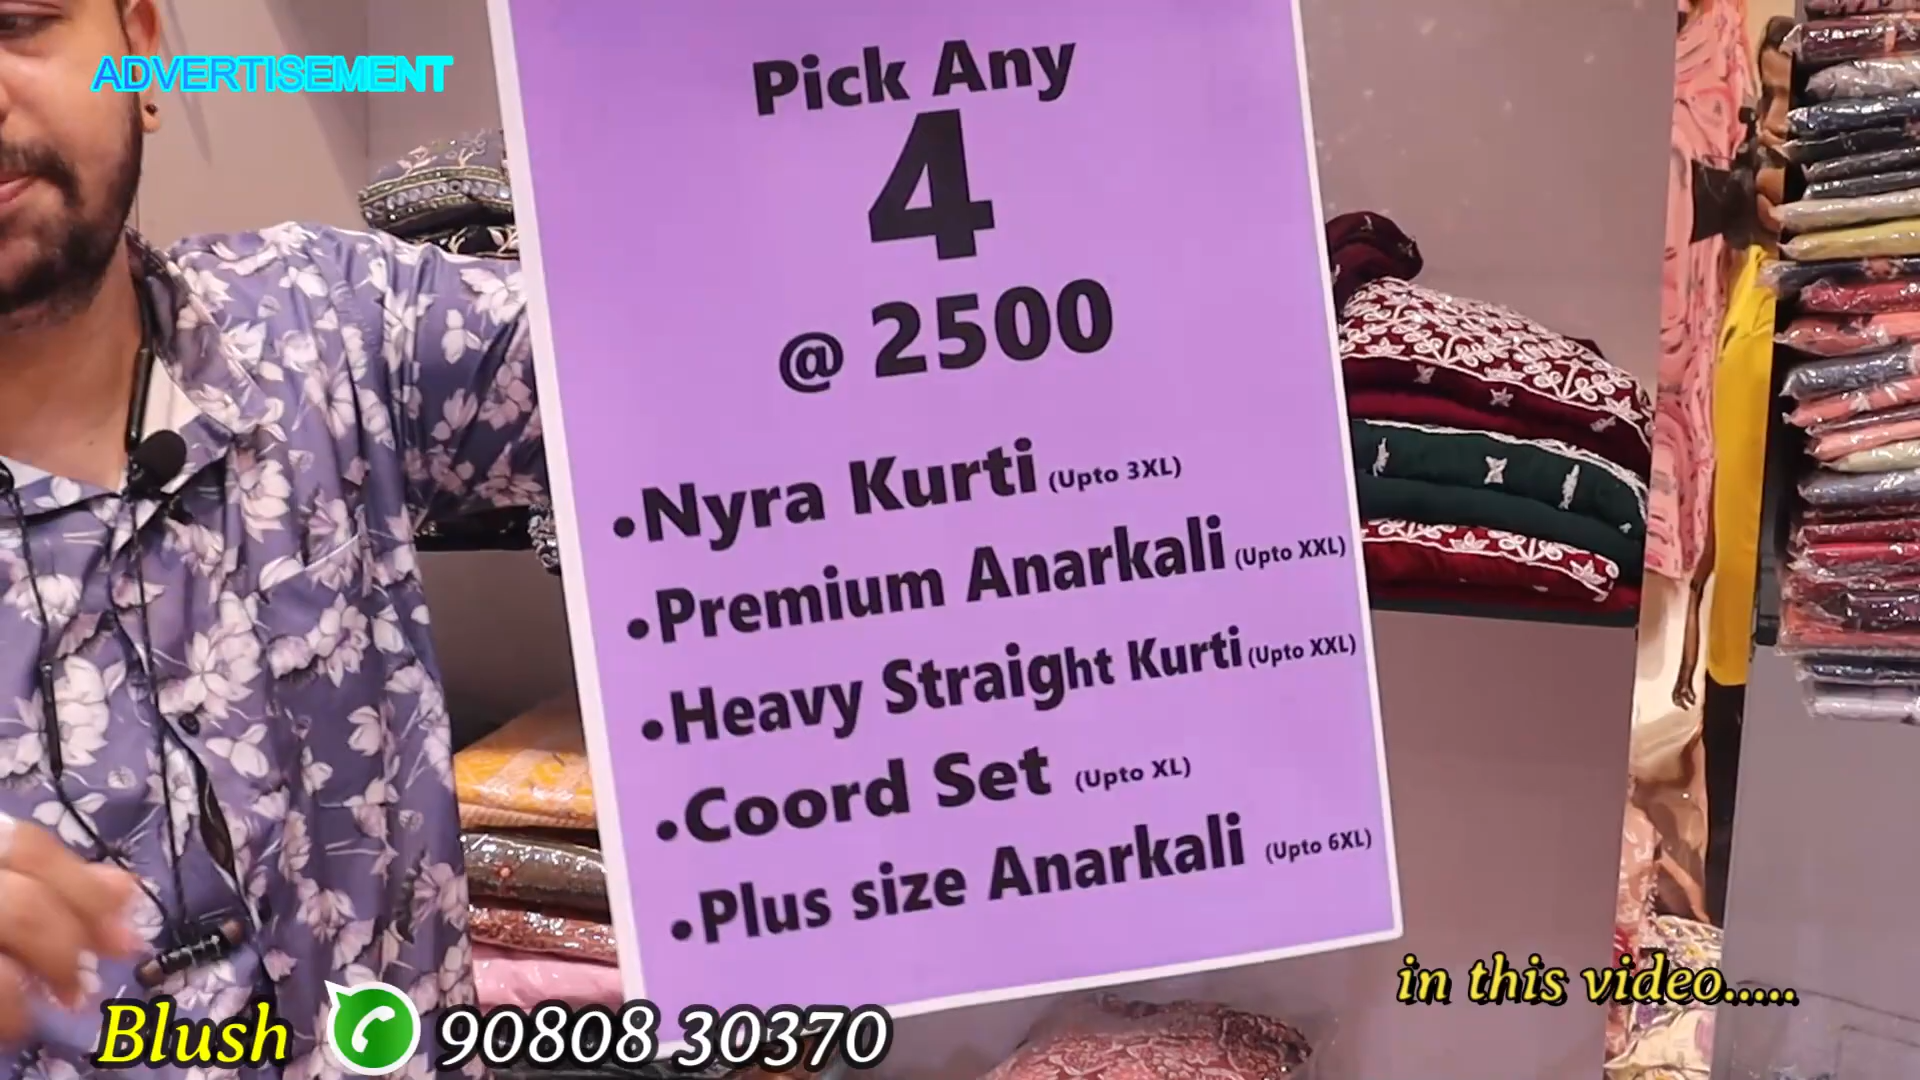 ADVERTISEMENT
Pick Any
4
@ 2500
•Nyra Kurti (Upto 3XL)
•Premium Anarkali (Upto XXL)
•Heavy Straight Kurti (Upto XXL)
•Coord Set (Upto XL)
•Plus size Anarkali (Upto 6XL)
in this video.....
Blush 90808 30370